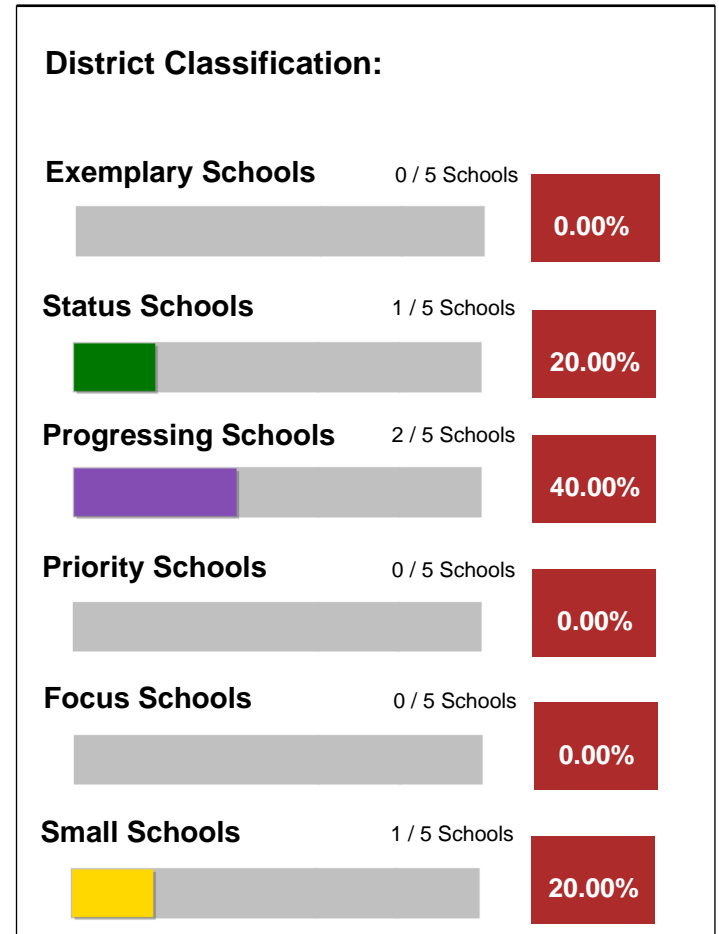 District Classification:
Exemplary Schools 0 / 5 Schools
0.00%
Status Schools 1 / 5 Schools
20.00%
Progressing Schools 2 / 5 Schools
40.00%
Priority Schools 0 / 5 Schools
0.00%
Focus Schools 0 / 5 Schools
0.00%
Small Schools 1 / 5 Schools
20.00%